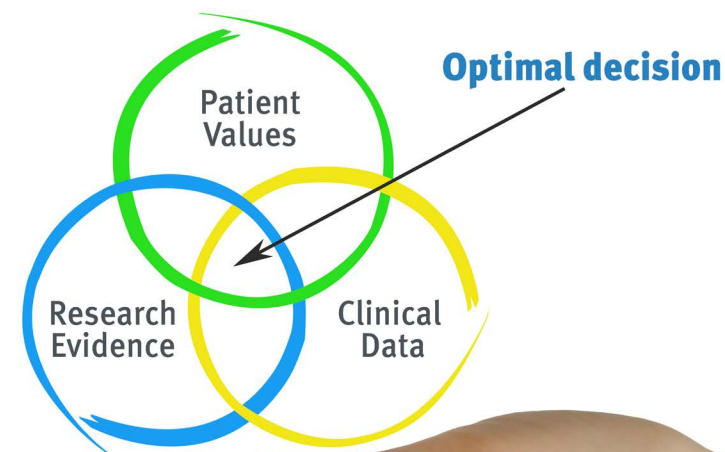 Optimal decision
Patient
Values
Research
Evidence
Clinical
Data